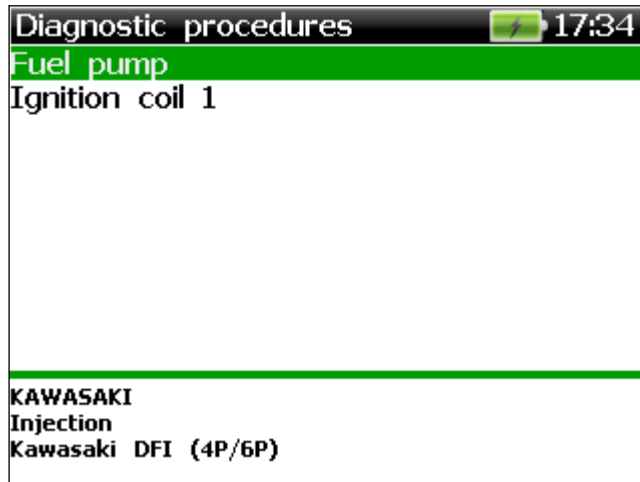 Diagnostic procedures 17:34
Fuel pump
Ignition coil 1
KAWASAKI
Injection
Kawasaki DFI (4P/6P)